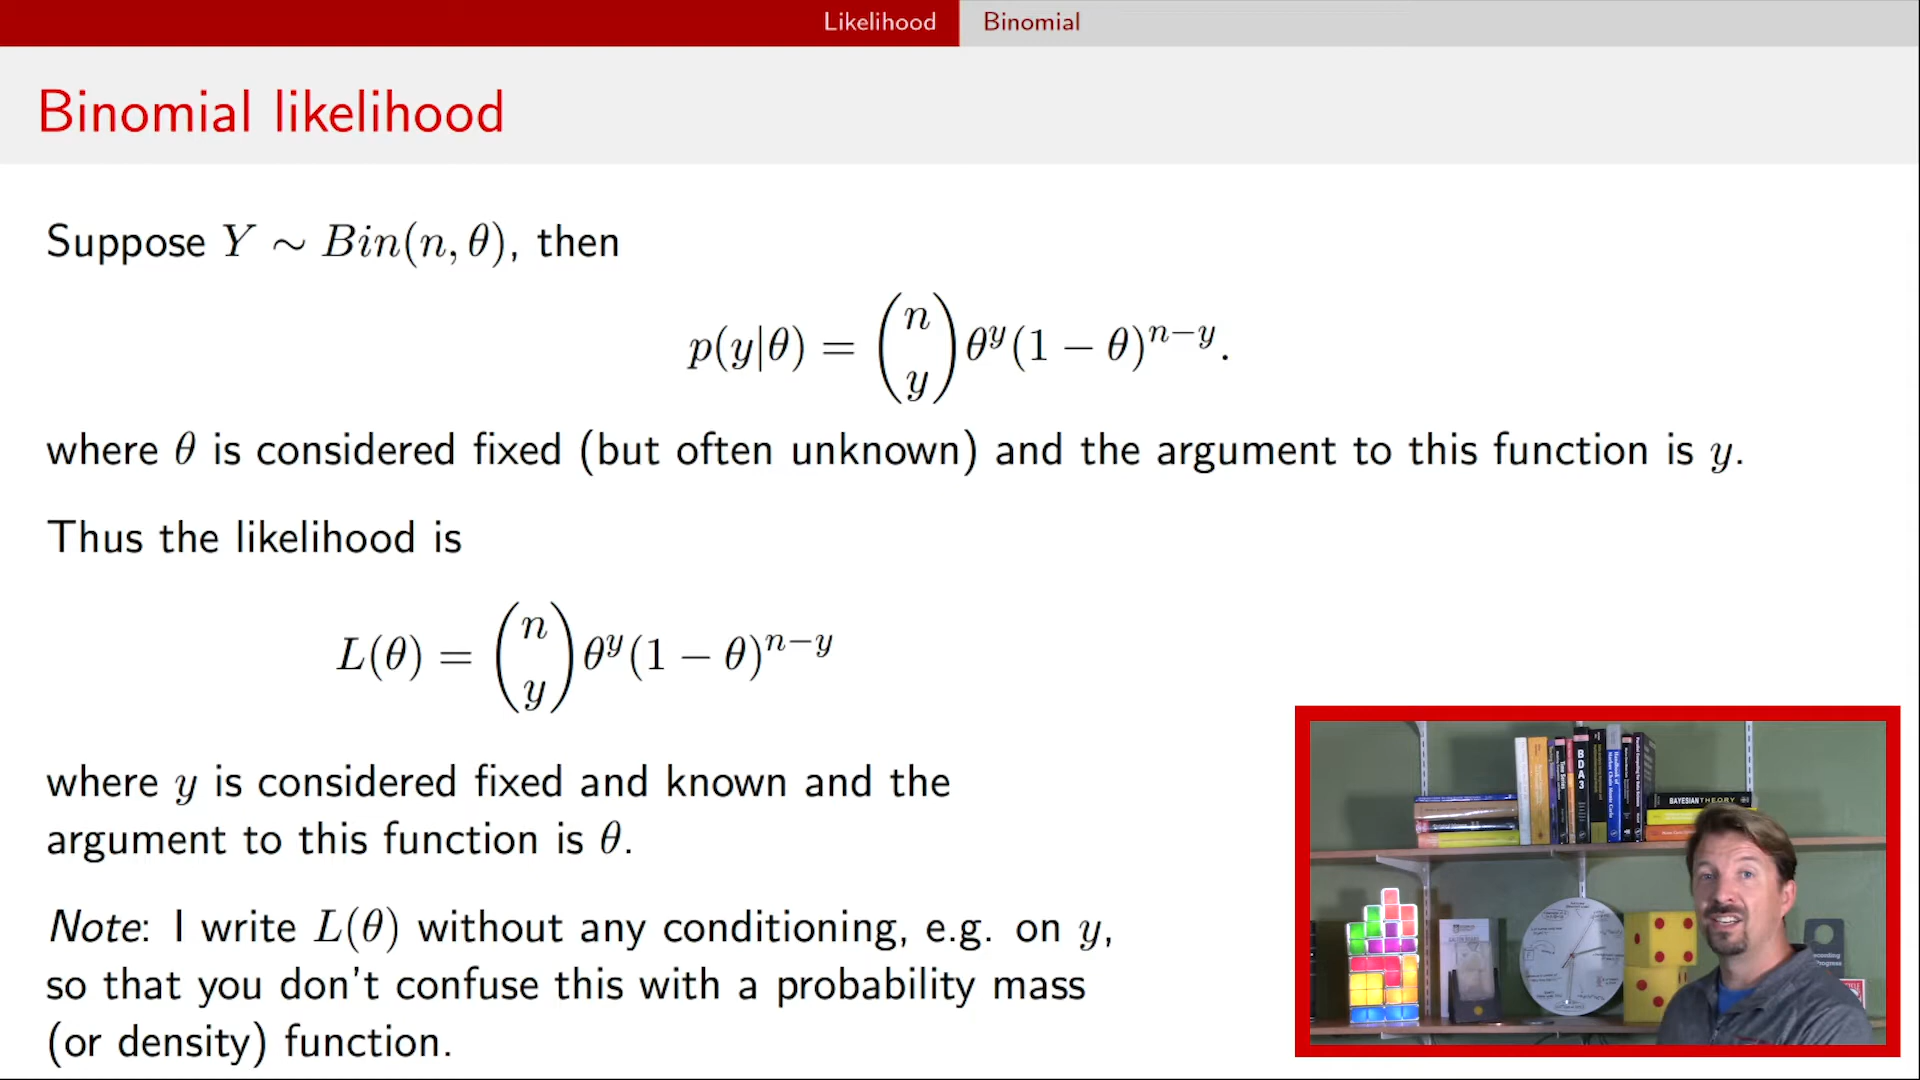 Likelihood Binomial
Binomial likelihood
Suppose Y ∼ Bin(n, θ), then
p(y|θ) = (n y) θ^y (1 − θ)^{n−y}.
where θ is considered fixed (but often unknown) and the argument to this function is y.
Thus the likelihood is
L(θ) = (n y) θ^y (1 − θ)^{n−y}
where y is considered fixed and known and the
argument to this function is θ.
Note: I write L(θ) without any conditioning, e.g. on y,
so that you don't confuse this with a probability mass
(or density) function.
BDA3
BAYESIAN THEORY